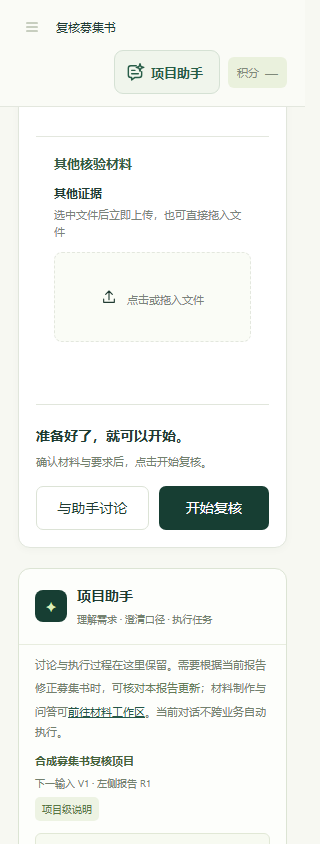 复核募集书
项目助手
积分 —
其他核验材料
其他证据
选中文件后立即上传，也可直接拖入文
件
点击或拖入文件
准备好了，就可以开始。
确认材料与要求后，点击开始复核。
与助手讨论
开始复核
项目助手
理解需求 · 澄清口径 · 执行任务
讨论与执行过程在这里保留。需要根据当前报告
修正募集书时，可核对本报告更新；材料制作与
问答可前往材料工作区。当前对话不跨业务自动
执行。
合成募集书复核项目
下一输入 V1 · 左侧报告 R1
项目级说明